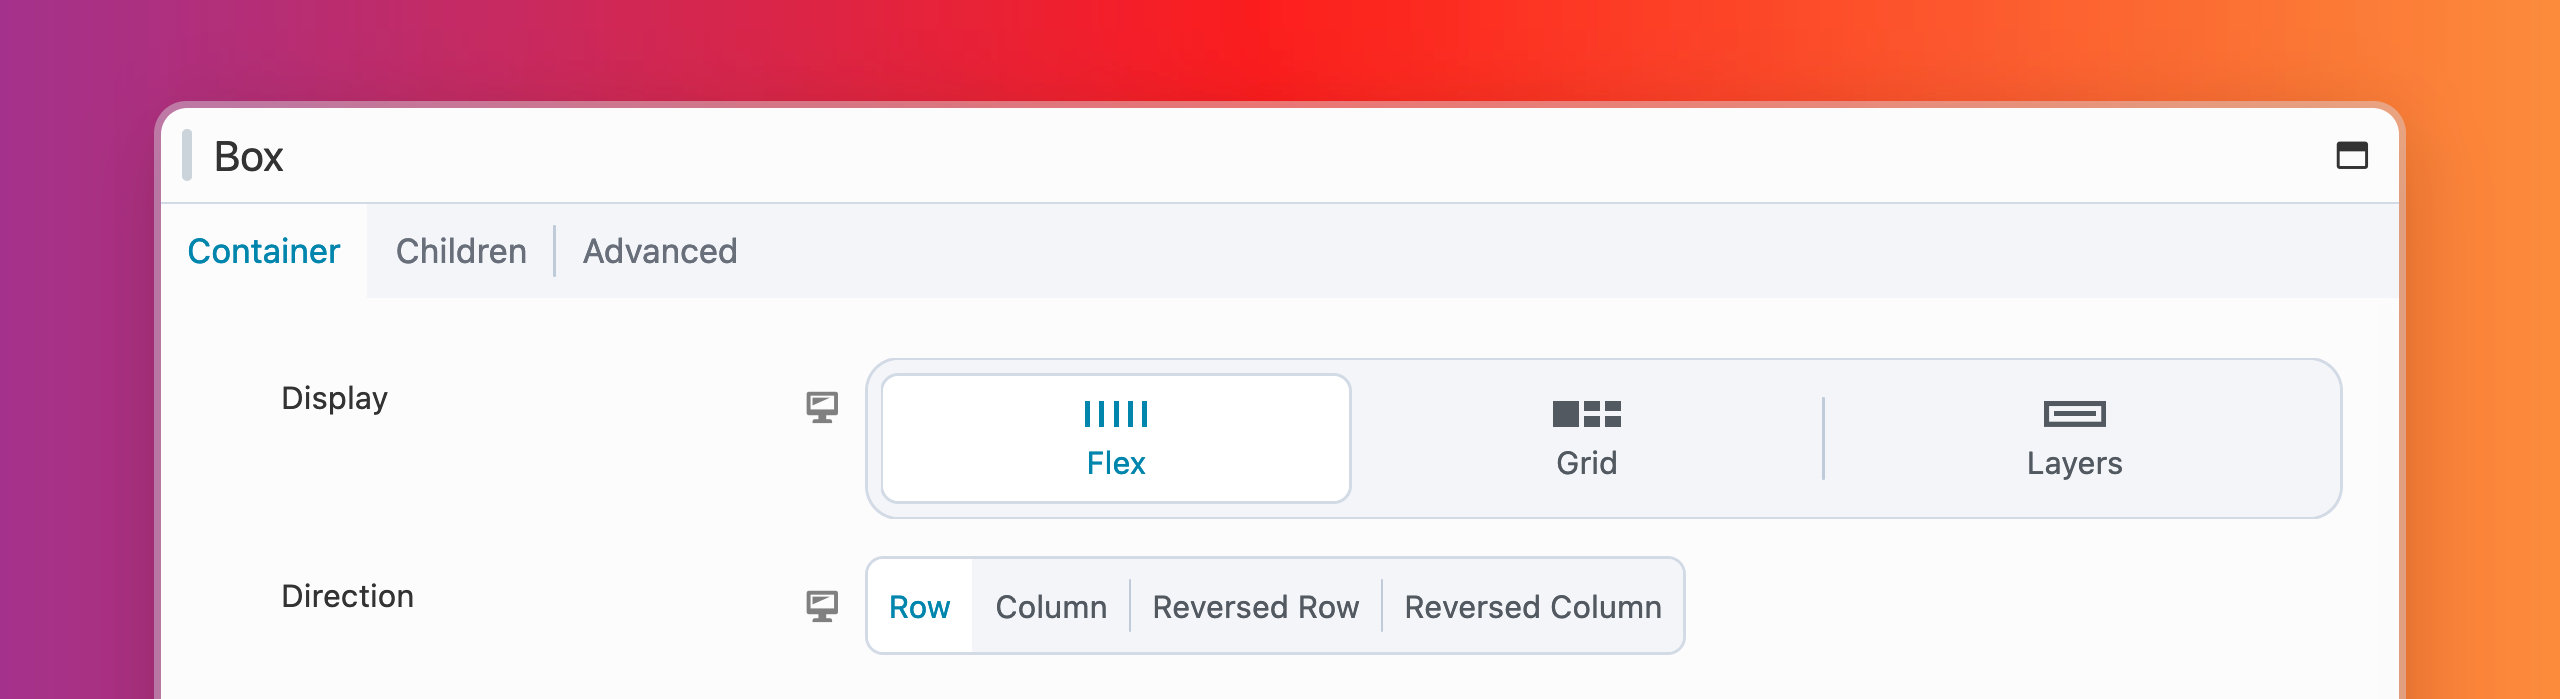 Box
Container Children Advanced
Display
Flex Grid Layers
Direction
Row Column Reversed Row Reversed Column